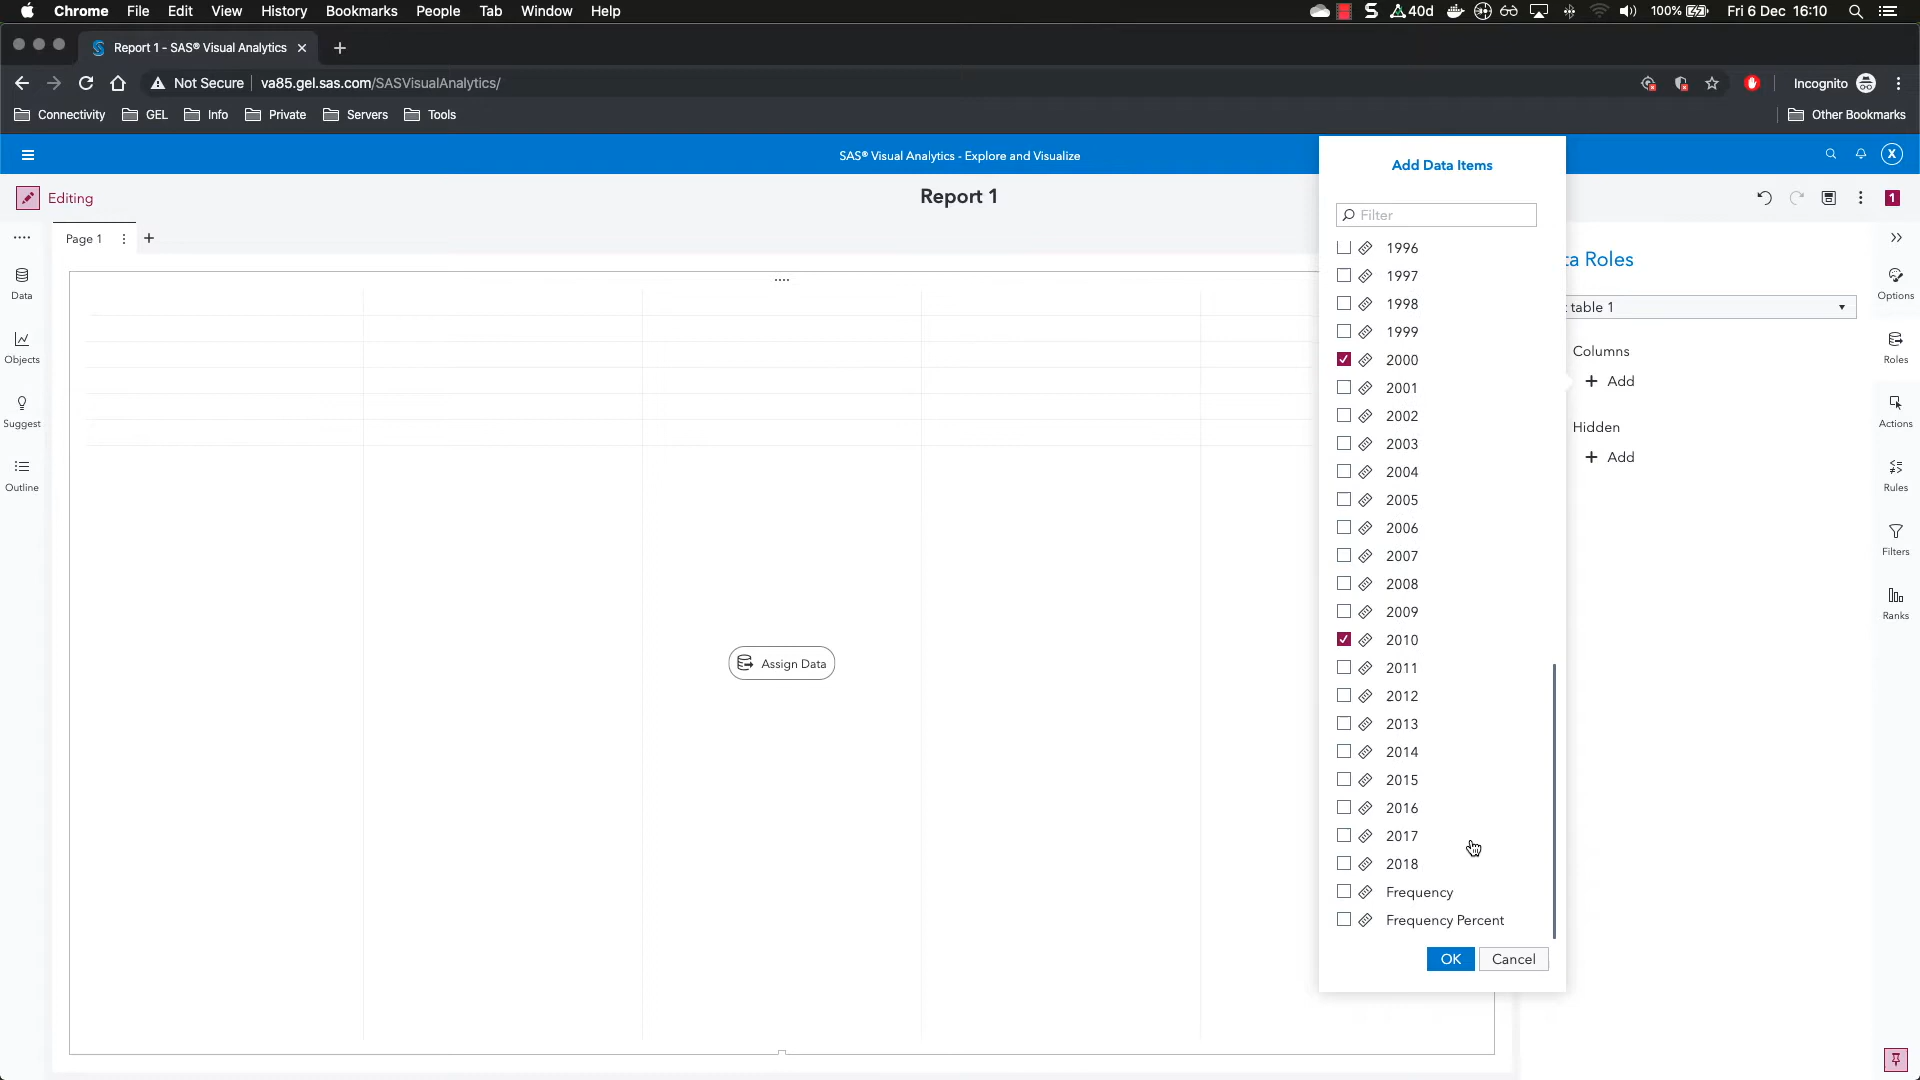 Chrome File Edit View History Bookmarks People Tab Window Help 40d 100% Fri 6 Dec 16:10
Report 1 - SAS® Visual Analytics
Not Secure va85.gel.sas.com/SASVisualAnalytics/ Incognito
Connectivity GEL Info Private Servers Tools Other Bookmarks
SAS® Visual Analytics - Explore and Visualize X
Editing Report 1 1
Page 1
Data
Objects
Suggest
Outline
Assign Data
Add Data Items
Filter
1996
1997
1998
1999
2000
2001
2002
2003
2004
2005
2006
2007
2008
2009
2010
2011
2012
2013
2014
2015
2016
2017
2018
Frequency
Frequency Percent
OK Cancel
ta Roles
table 1
Columns
+ Add
Hidden
+ Add
Options
Roles
Actions
Rules
Filters
Ranks